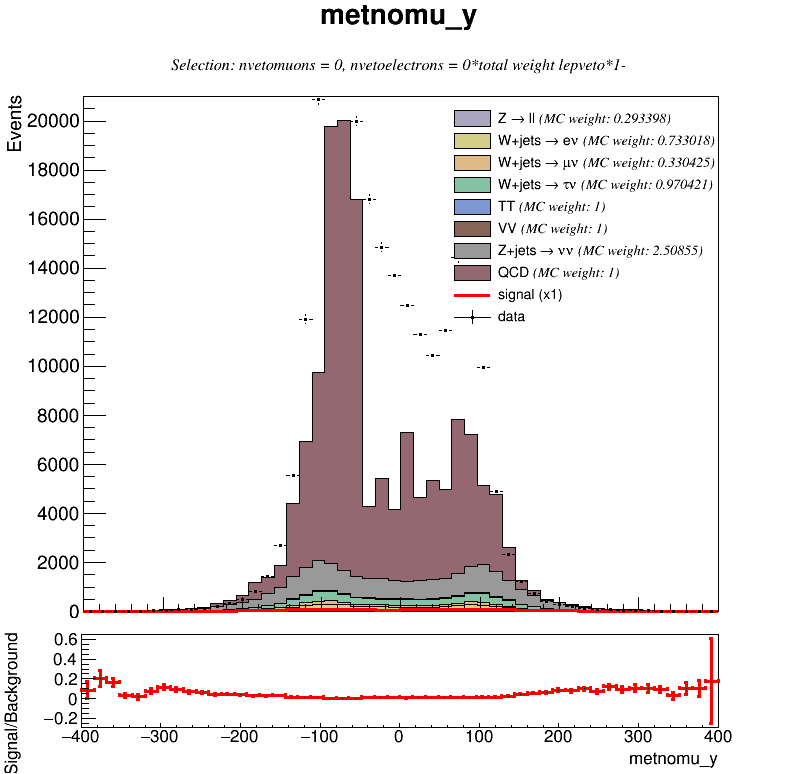 metnomu_y
Selection: nvetomuons = 0, nvetoelectrons = 0*total weight lepveto*1-
Events
20000
18000
16000
14000
12000
10000
8000
6000
4000
2000
0
Z → ll (MC weight: 0.293398)
W+jets → eν (MC weight: 0.733018)
W+jets → μν (MC weight: 0.330425)
W+jets → τν (MC weight: 0.970421)
TT (MC weight: 1)
VV (MC weight: 1)
Z+jets → νν (MC weight: 2.50855)
QCD (MC weight: 1)
signal (x1)
data
Signal/Background
0.6
0.4
0.2
0
−0.2
−400 −300 −200 −100 0 100 200 300 400
metnomu_y